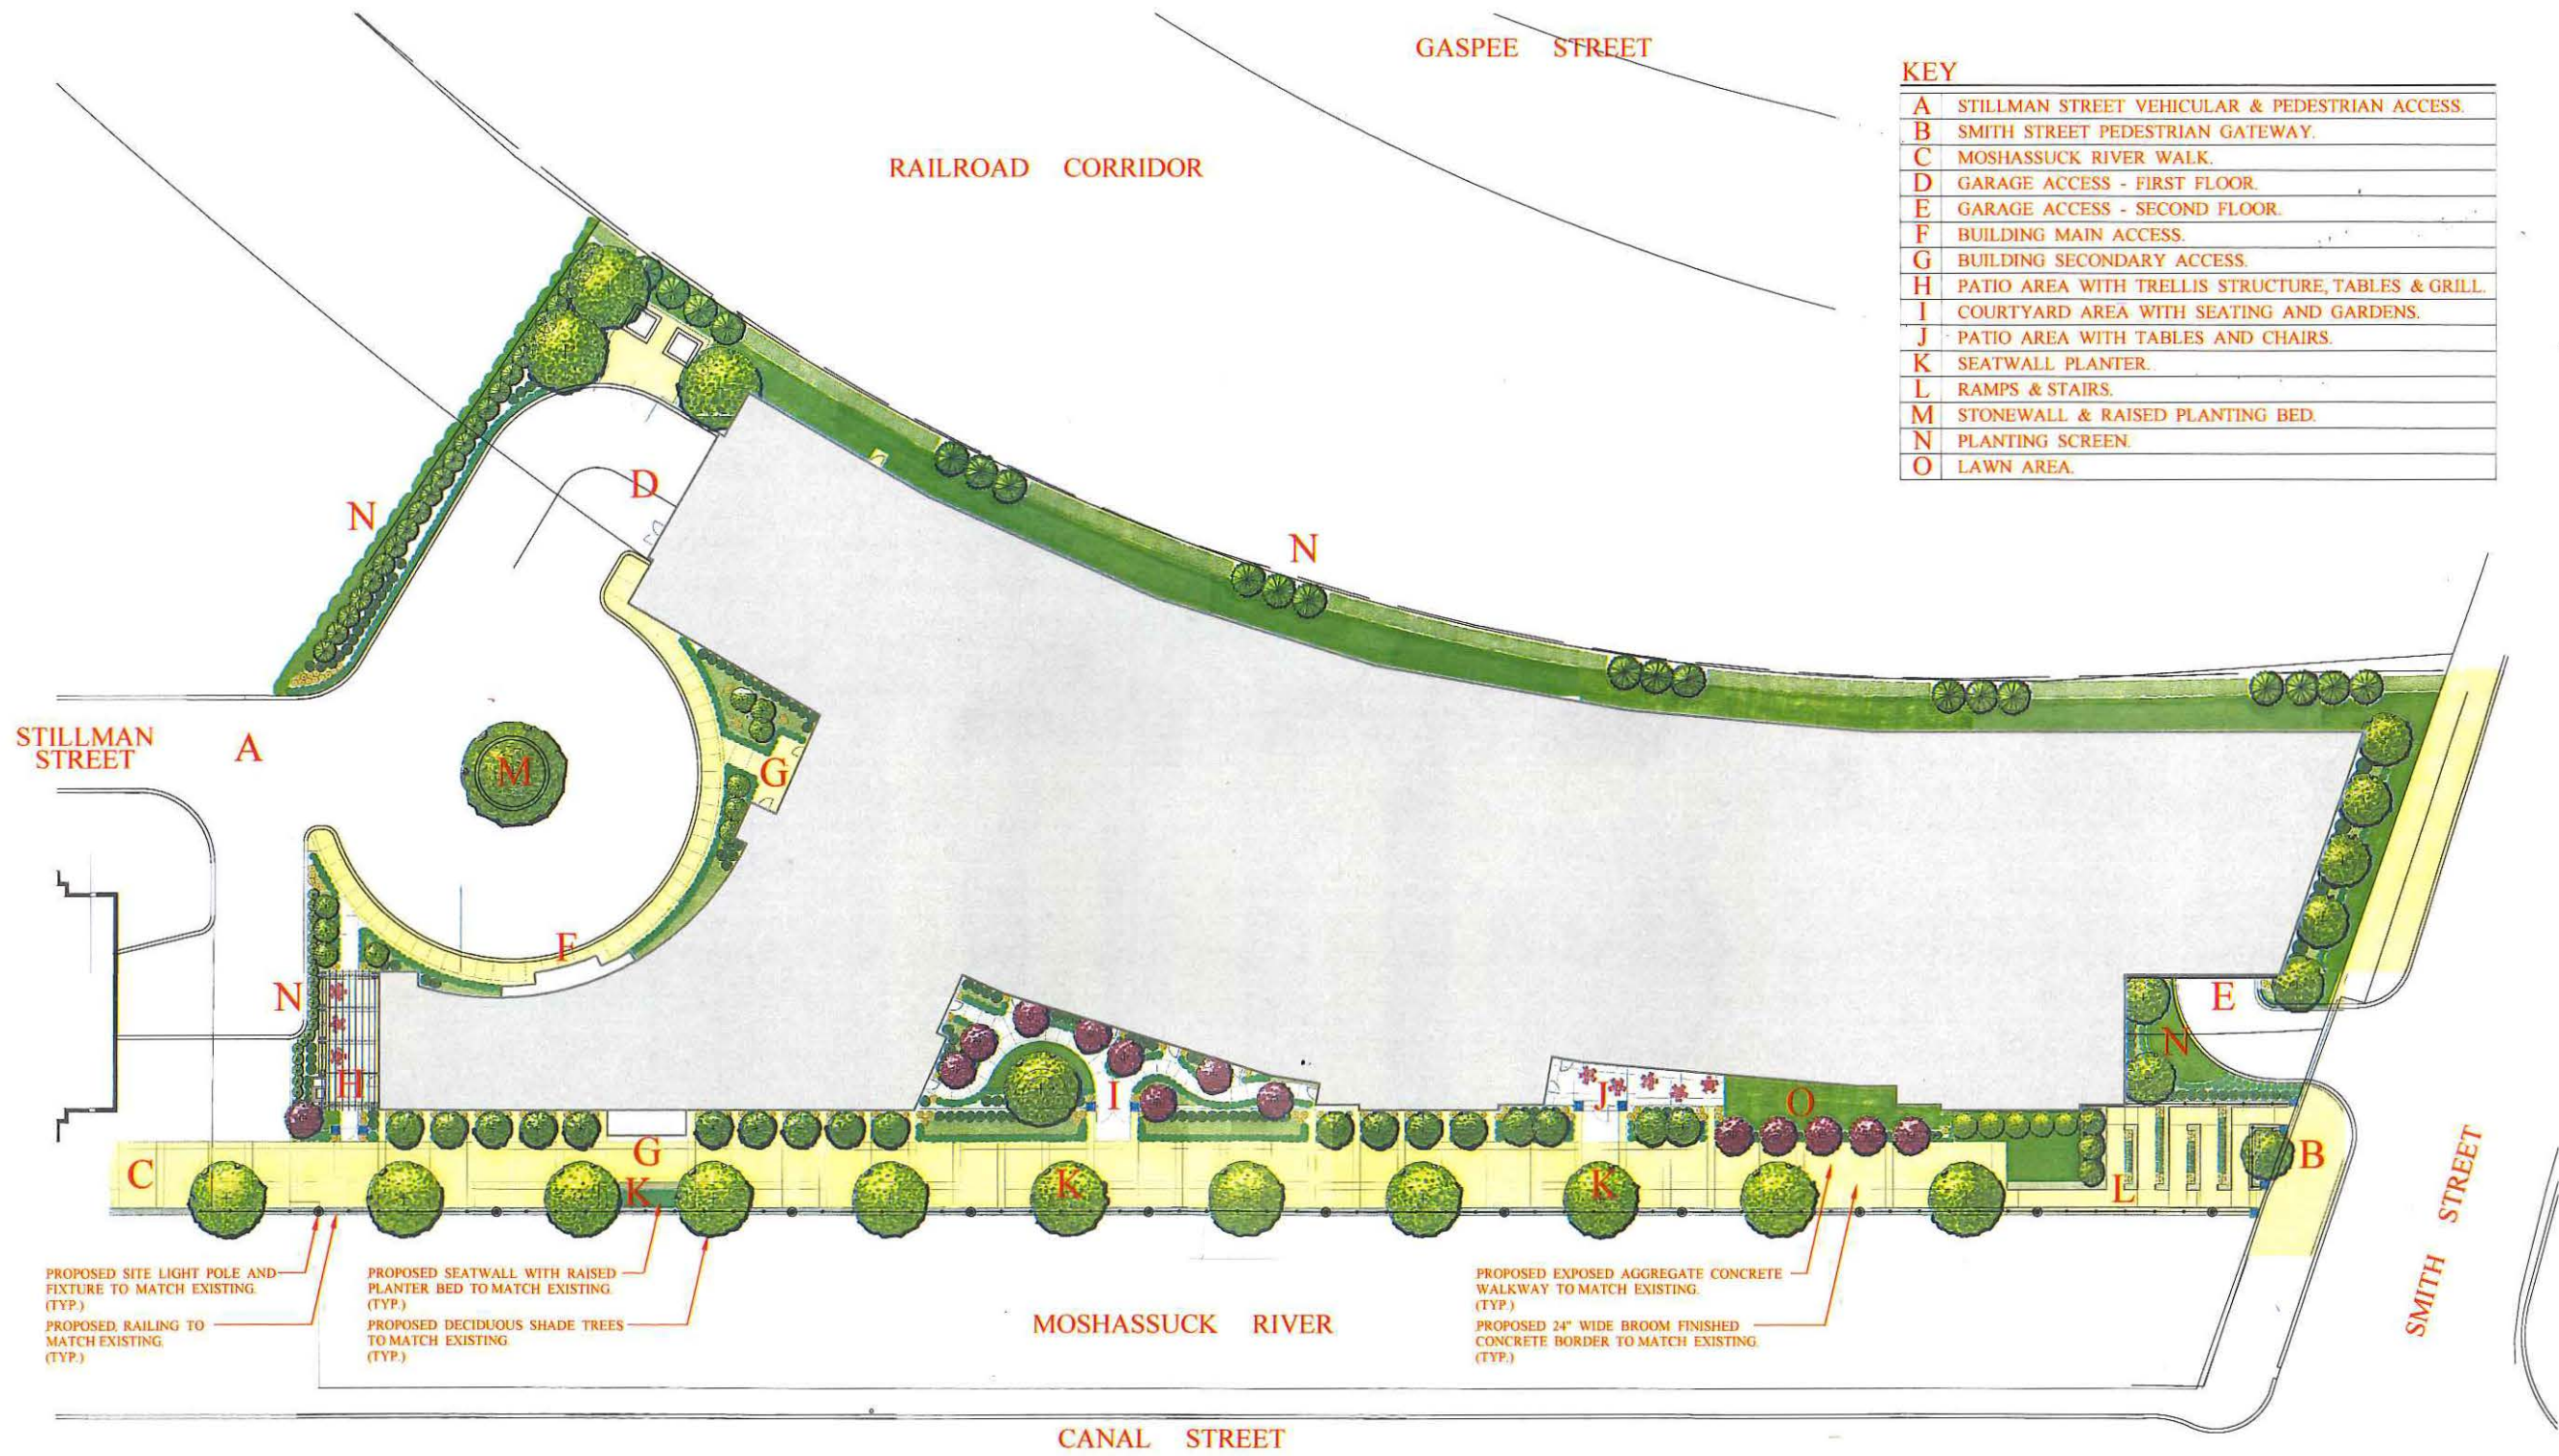 GASPEE STREET
RAILROAD CORRIDOR
KEY
A STILLMAN STREET VEHICULAR & PEDESTRIAN ACCESS.
B SMITH STREET PEDESTRIAN GATEWAY.
C MOSHASSUCK RIVER WALK.
D GARAGE ACCESS - FIRST FLOOR.
E GARAGE ACCESS - SECOND FLOOR.
F BUILDING MAIN ACCESS.
G BUILDING SECONDARY ACCESS.
H PATIO AREA WITH TRELLIS STRUCTURE, TABLES & GRILL.
I COURTYARD AREA WITH SEATING AND GARDENS.
J PATIO AREA WITH TABLES AND CHAIRS.
K SEATWALL PLANTER.
L RAMPS & STAIRS.
M STONEWALL & RAISED PLANTING BED.
N PLANTING SCREEN.
O LAWN AREA.
D
N
N
STILLMAN
STREET
A
M
G
F
N
E
N
H
I
J
O
C
G
K
K
K
L
B
SMITH STREET
PROPOSED SITE LIGHT POLE AND
FIXTURE TO MATCH EXISTING.
(TYP.)
PROPOSED RAILING TO
MATCH EXISTING.
(TYP.)
PROPOSED SEATWALL WITH RAISED
PLANTER BED TO MATCH EXISTING.
(TYP.)
PROPOSED DECIDUOUS SHADE TREES
TO MATCH EXISTING
(TYP.)
MOSHASSUCK RIVER
PROPOSED EXPOSED AGGREGATE CONCRETE
WALKWAY TO MATCH EXISTING.
(TYP.)
PROPOSED 24" WIDE BROOM FINISHED
CONCRETE BORDER TO MATCH EXISTING.
(TYP.)
CANAL STREET